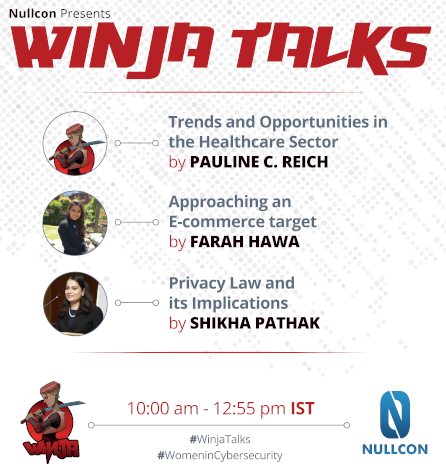 Nullcon Presents
WINJA TALKS
Trends and Opportunities in
the Healthcare Sector
by PAULINE C. REICH
Approaching an
E-commerce target
by FARAH HAWA
Privacy Law and
its Implications
by SHIKHA PATHAK
WINJA
10:00 am - 12:55 pm IST
#WinjaTalks
#WomeninCybersecurity
NULLCON